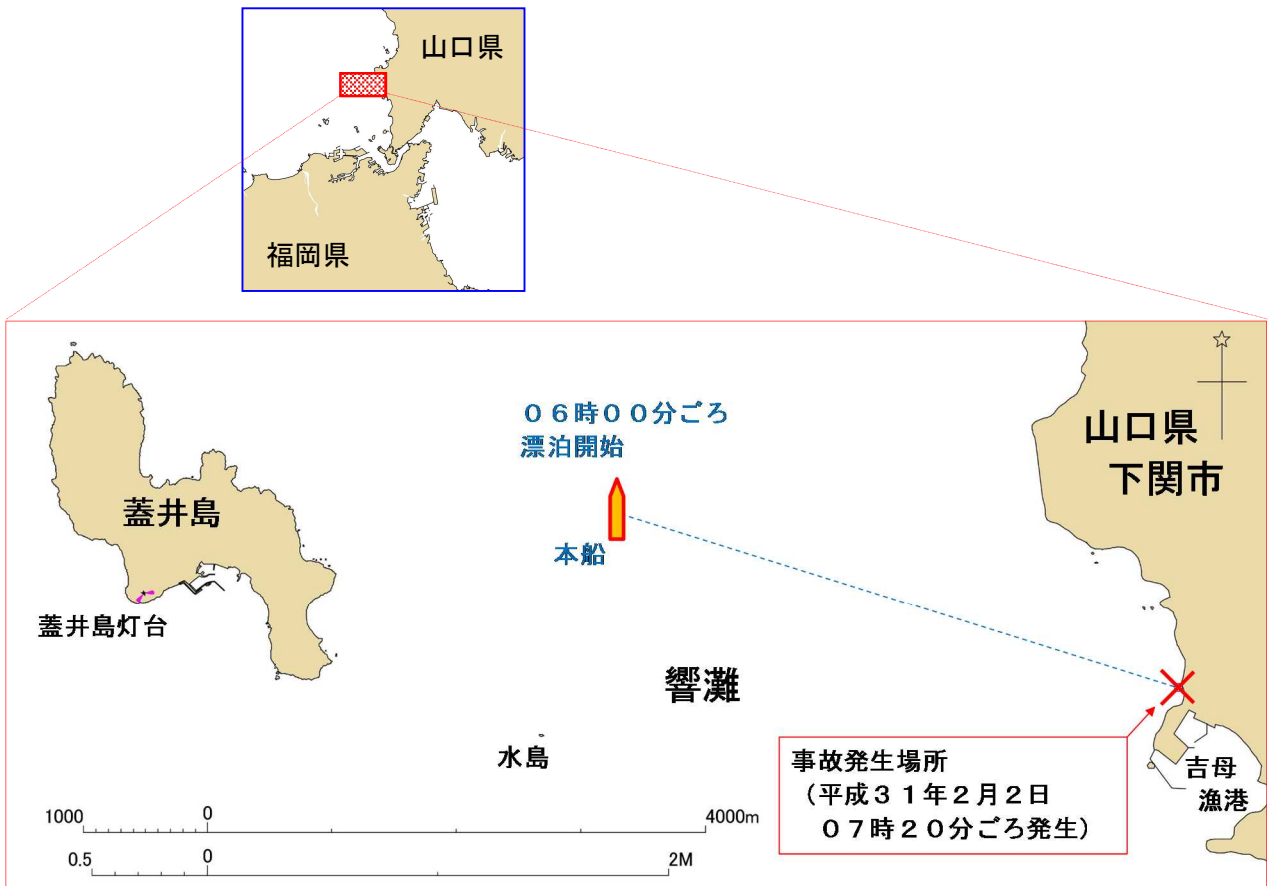 山口県
福岡県
０６時００分ごろ
漂泊開始
本船
蓋井島
蓋井島灯台
山口県
下関市
響灘
水島
事故発生場所
（平成３１年２月２日
０７時２０分ごろ発生）
吉母
漁港
1000 0 4000m
0.5 0 2M